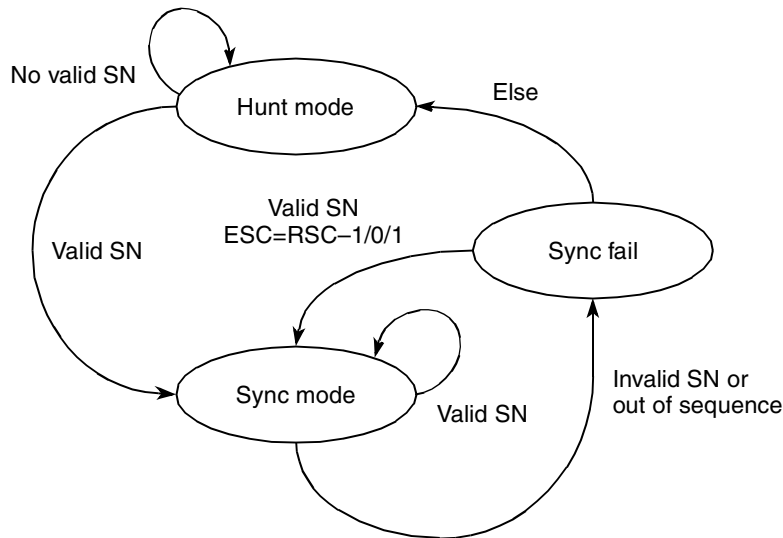 No valid SN
Hunt mode
Else
Valid SN
ESC=RSC–1/0/1
Valid SN
Sync fail
Sync mode
Valid SN
Invalid SN or
out of sequence